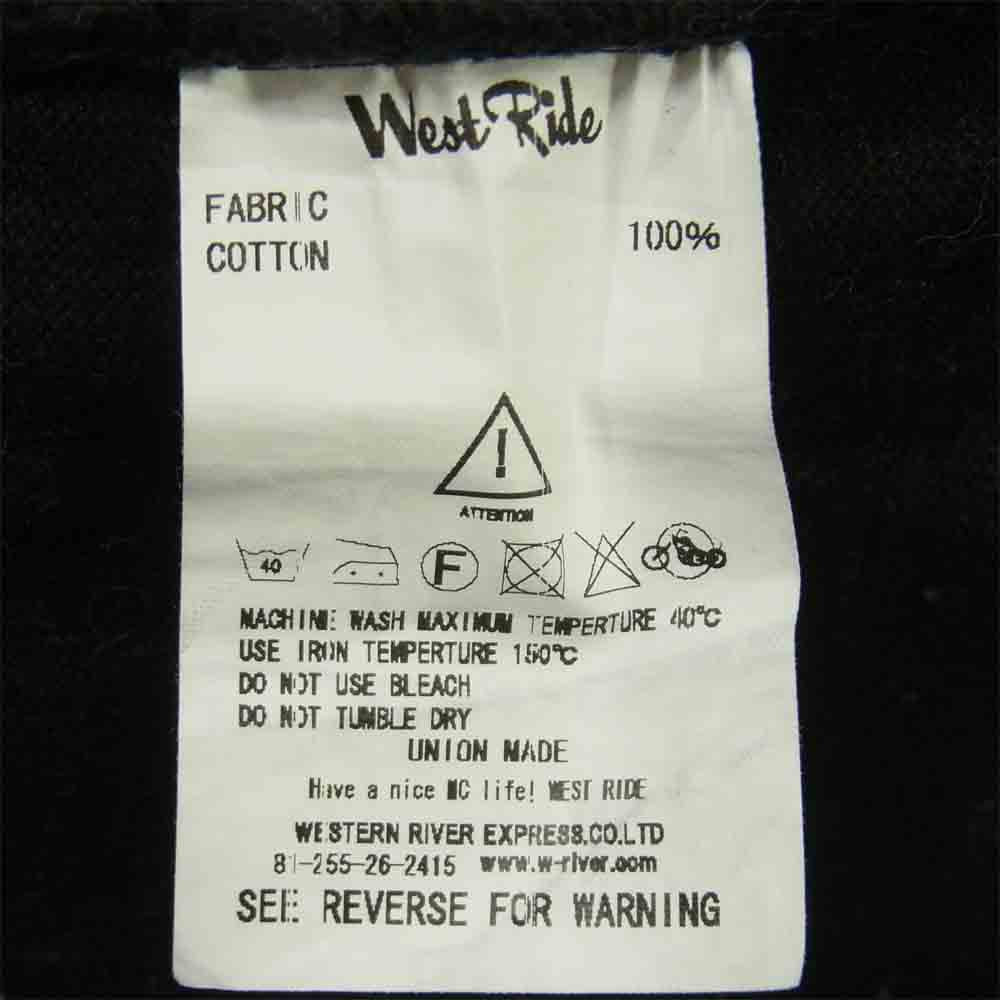 West Ride
FABRIC
COTTON 100%
!
ATTENTION
40 F
MACHINE WASH MAXIMUM TEMPERTURE 40°C
USE IRON TEMPERTURE 150°C
DO NOT USE BLEACH
DO NOT TUMBLE DRY
UNION MADE
Have a nice MC life! WEST RIDE
WESTERN RIVER EXPRESS.CO.LTD
81-255-26-2415 www.w-river.com
SEE REVERSE FOR WARNING